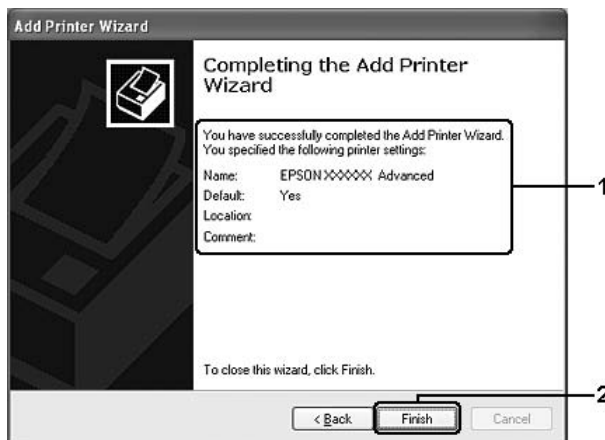 Add Printer Wizard
Completing the Add Printer
Wizard
You have successfully completed the Add Printer Wizard.
You specified the following printer settings:
Name: EPSON XXXXXX Advanced
Default: Yes
Location:
Comment:
1
To close this wizard, click Finish.
2
< Back Finish Cancel